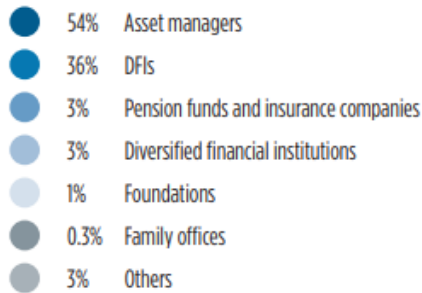 54% Asset managers
36% DFIs
3% Pension funds and insurance companies
3% Diversified financial institutions
1% Foundations
0.3% Family offices
3% Others